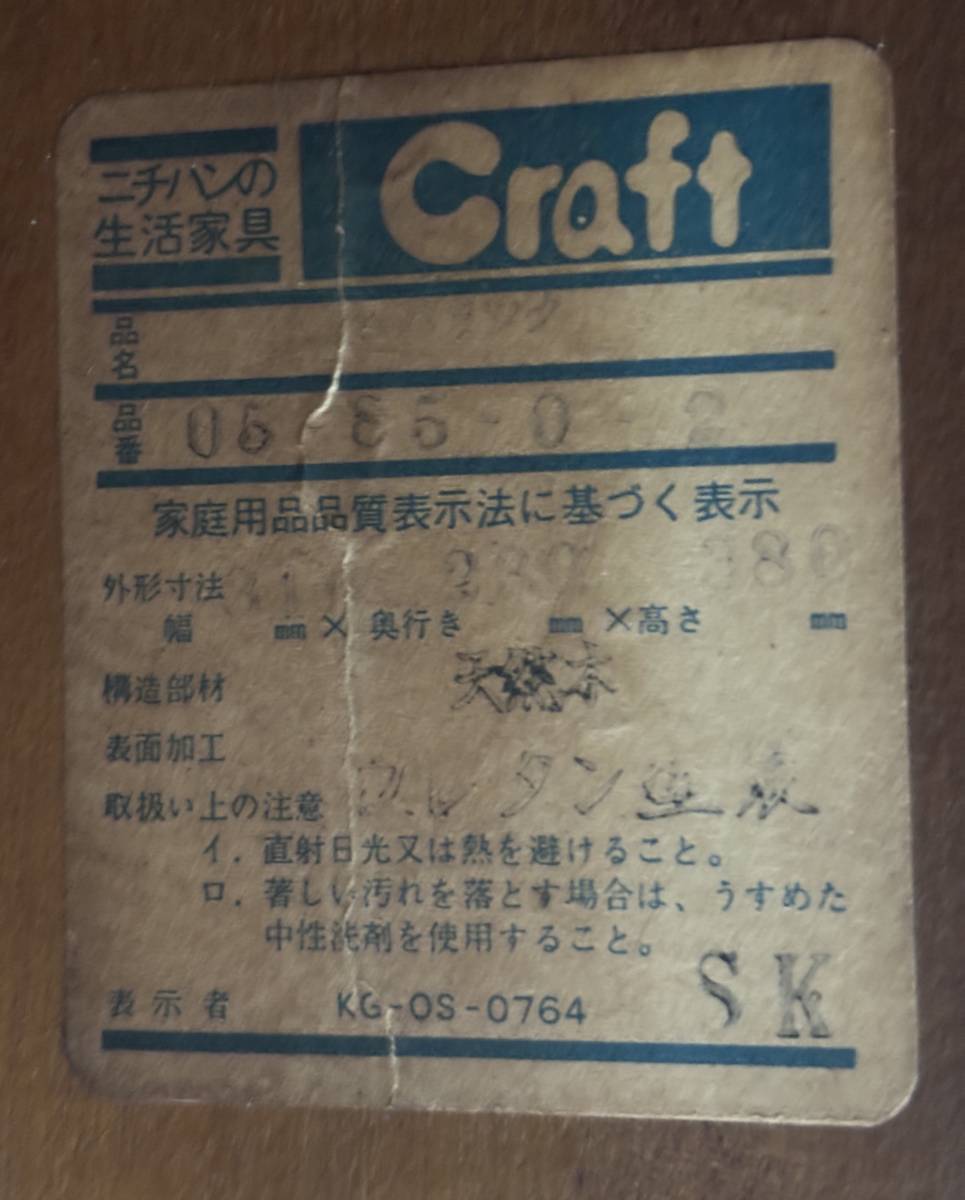 ニチハンの
生活家具
Craft
品名
品番 05 85-0-2
家庭用品品質表示法に基づく表示
外形寸法
幅 mm × 奥行き mm × 高さ mm
構造部材 天然木
表面加工 ウレタン塗装
取扱い上の注意
イ. 直射日光又は熱を避けること。
ロ. 著しい汚れを落とす場合は、うすめた
中性洗剤を使用すること。
表示者 KG-OS-0764 SK